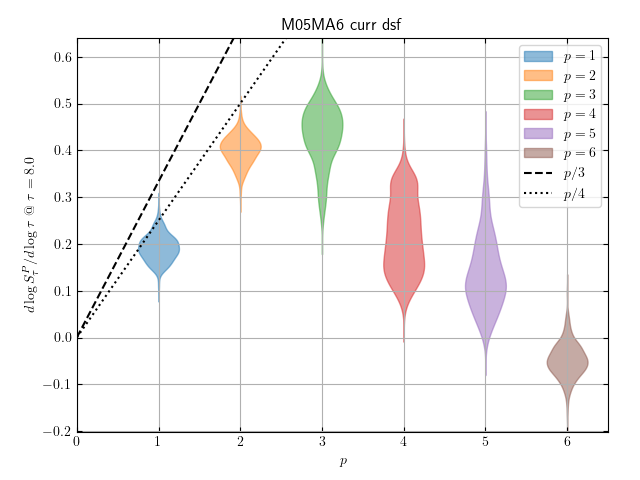 M05MA6 curr dsf
d log S_τ^P / d log τ @ τ = 8.0
0.6
0.5
0.4
0.3
0.2
0.1
0.0
−0.1
−0.2
0
1
2
3
4
5
6
p
p = 1
p = 2
p = 3
p = 4
p = 5
p = 6
p/3
p/4